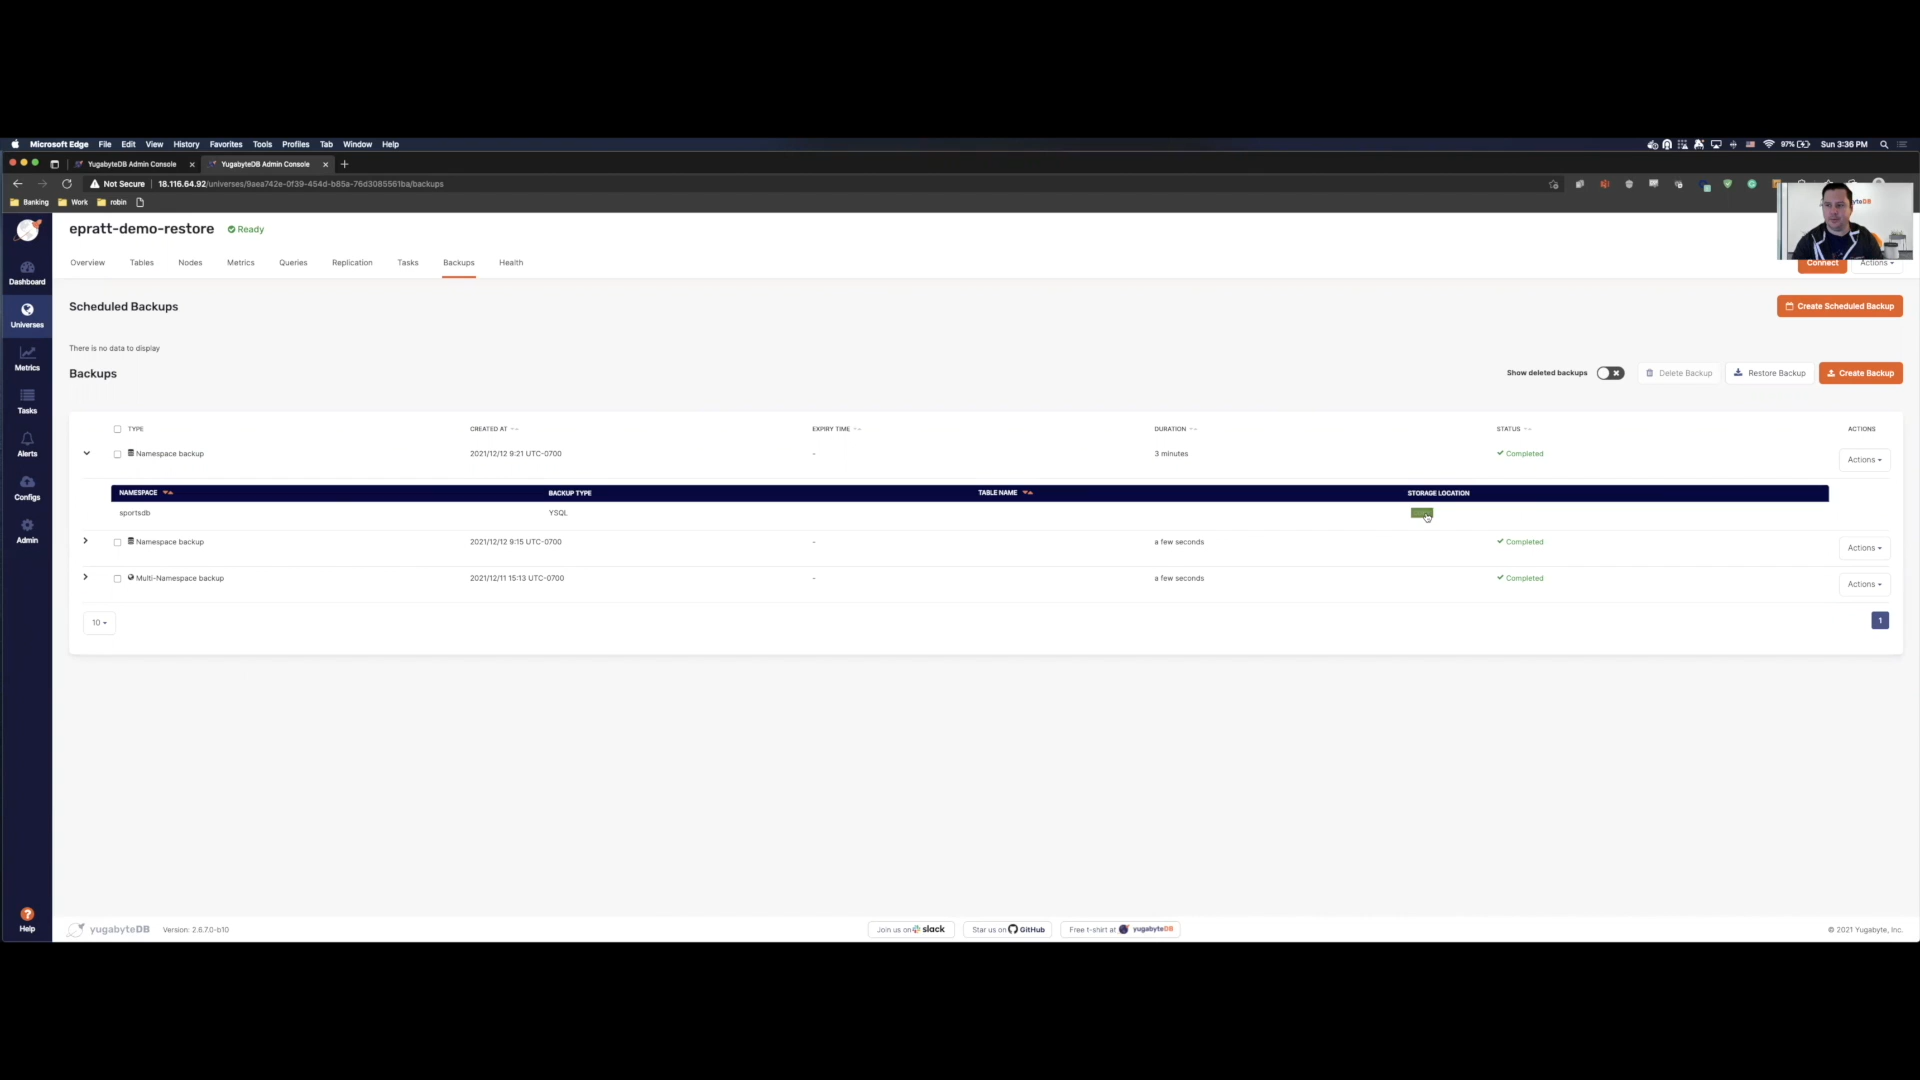 Microsoft Edge File Edit View History Favorites Tools Profiles Tab Window Help 97% Sun 3:36 PM
YugabyteDB Admin Console YugabyteDB Admin Console
Not Secure 18.116.64.92/universes/9aea742e-0f39-454d-b85a-76d3085561ba/backups
Banking Work robin
epratt-demo-restore Ready
Overview Tables Nodes Metrics Queries Replication Tasks Backups Health
Connect Actions
Dashboard
Universes
Metrics
Tasks
Alerts
Configs
Admin
Help
Scheduled Backups Create Scheduled Backup
There is no data to display
Backups Show deleted backups Delete Backup Restore Backup Create Backup
TYPE CREATED AT EXPIRY TIME DURATION STATUS ACTIONS
Namespace backup 2021/12/12 9:21 UTC-0700 - 3 minutes Completed Actions
NAMESPACE BACKUP TYPE TABLE NAME STORAGE LOCATION
sportsdb YSQL
Namespace backup 2021/12/12 9:15 UTC-0700 - a few seconds Completed Actions
Multi-Namespace backup 2021/12/11 15:13 UTC-0700 - a few seconds Completed Actions
10 1
yugabyteDB Version: 2.6.7.0-b10 Join us on slack Star us on GitHub Free t-shirt at yugabyteDB © 2021 Yugabyte, Inc.